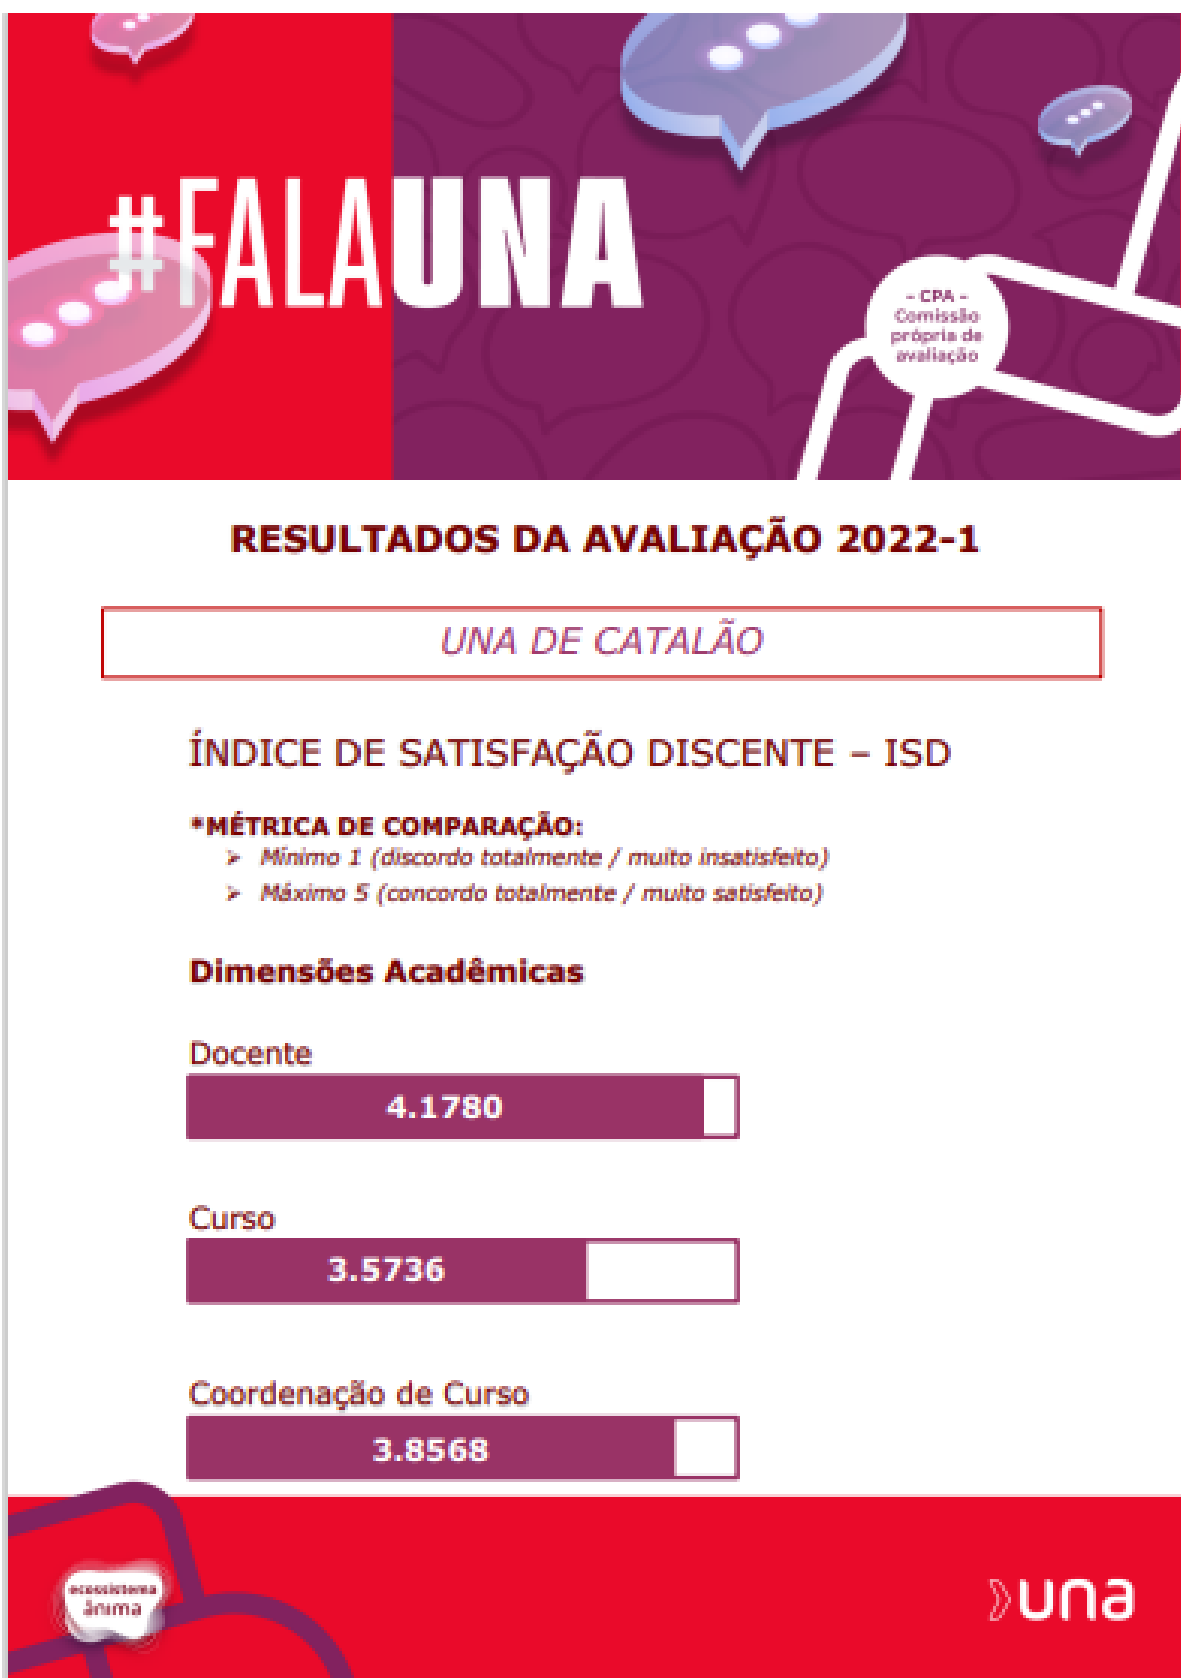 #FALAUNA
- CPA -
Comissão
própria de
avaliação
RESULTADOS DA AVALIAÇÃO 2022-1
UNA DE CATALÃO
ÍNDICE DE SATISFAÇÃO DISCENTE – ISD
*MÉTRICA DE COMPARAÇÃO:
➢ Mínimo 1 (discordo totalmente / muito insatisfeito)
➢ Máximo 5 (concordo totalmente / muito satisfeito)
Dimensões Acadêmicas
Docente
4.1780
Curso
3.5736
Coordenação de Curso
3.8568
ecossistema
ânima
una